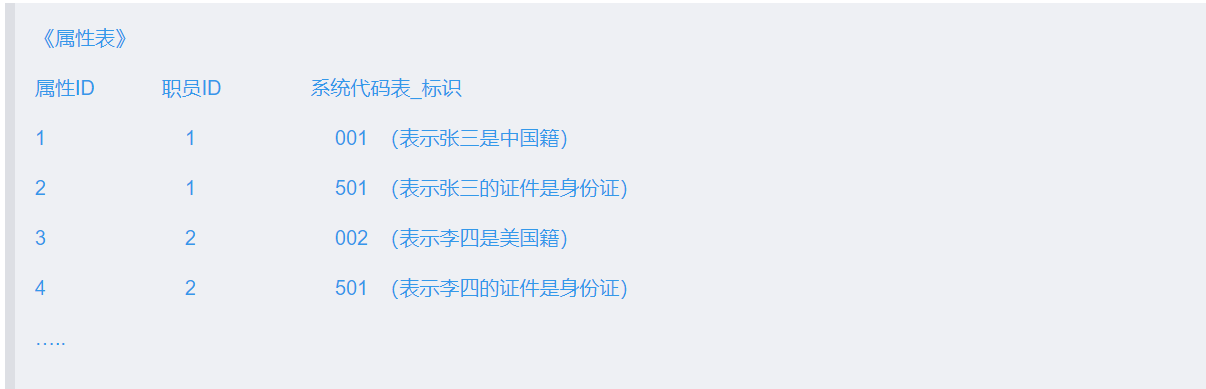 《属性表》
属性ID 职员ID 系统代码表_标识
1 1 001 （表示张三是中国�）
2 1 501 （表示张三的证件是身份证）
3 2 002 （表示李四是美国籍）
4 2 501 （表示李四的证件是身份证）
…..